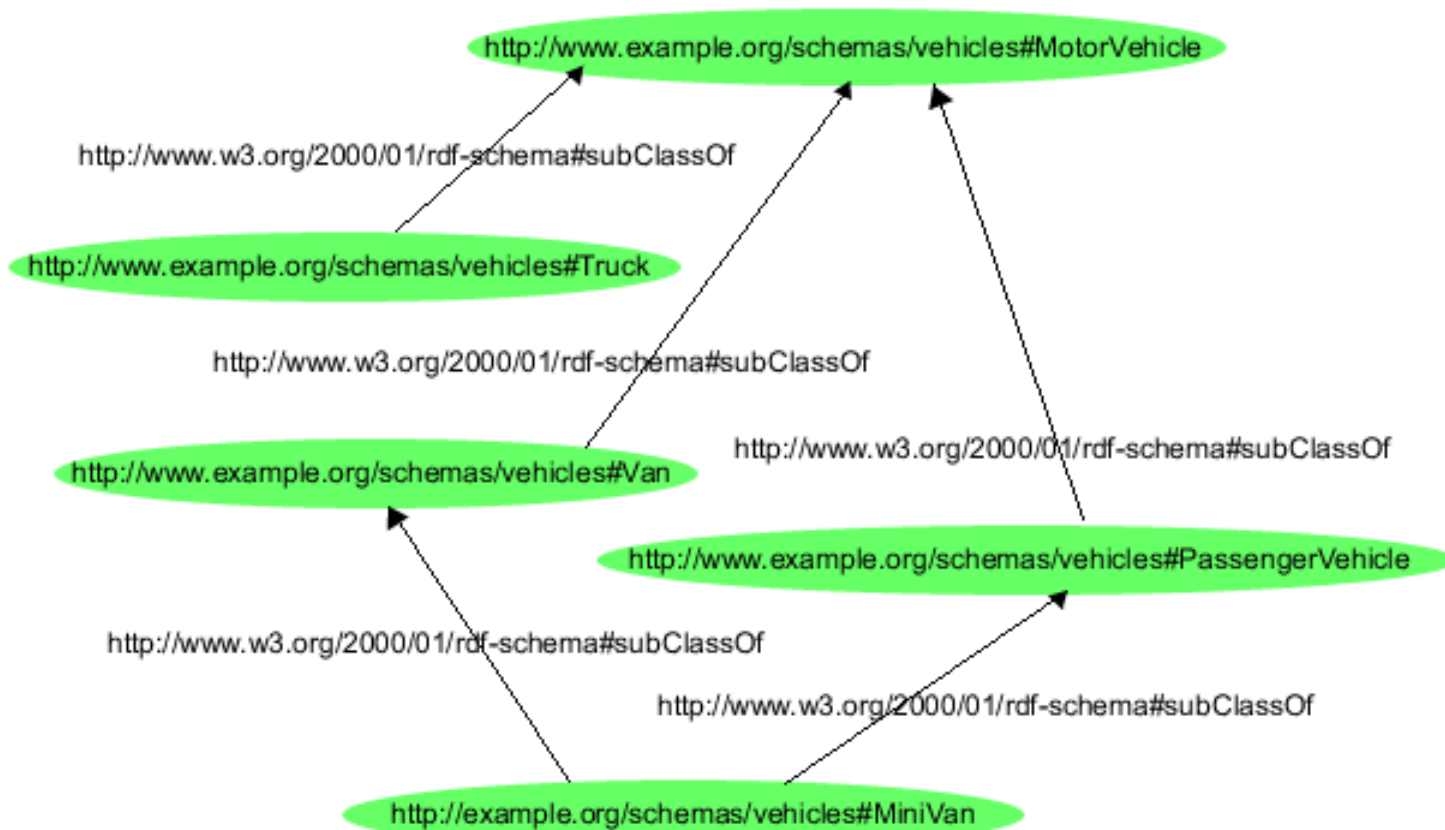 http://www.example.org/schemas/vehicles#MotorVehicle
http://www.w3.org/2000/01/rdf-schema#subClassOf
http://www.example.org/schemas/vehicles#Truck
http://www.w3.org/2000/01/rdf-schema#subClassOf
http://www.w3.org/2000/01/rdf-schema#subClassOf
http://www.example.org/schemas/vehicles#Van
http://www.example.org/schemas/vehicles#PassengerVehicle
http://www.w3.org/2000/01/rdf-schema#subClassOf
http://www.w3.org/2000/01/rdf-schema#subClassOf
http://example.org/schemas/vehicles#MiniVan